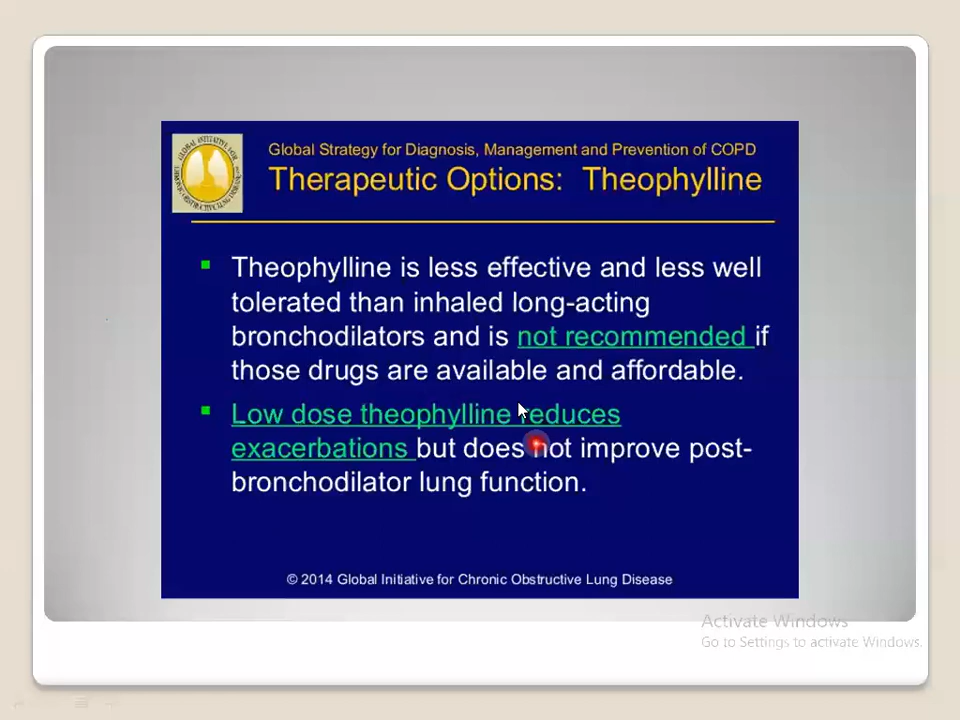 Global Strategy for Diagnosis, Management and Prevention of COPD
Therapeutic Options: Theophylline
Theophylline is less effective and less well
tolerated than inhaled long-acting
bronchodilators and is not recommended if
those drugs are available and affordable.
Low dose theophylline reduces
exacerbations but does not improve post-
bronchodilator lung function.
© 2014 Global Initiative for Chronic Obstructive Lung Disease
Activate Windows
Go to Settings to activate Windows.